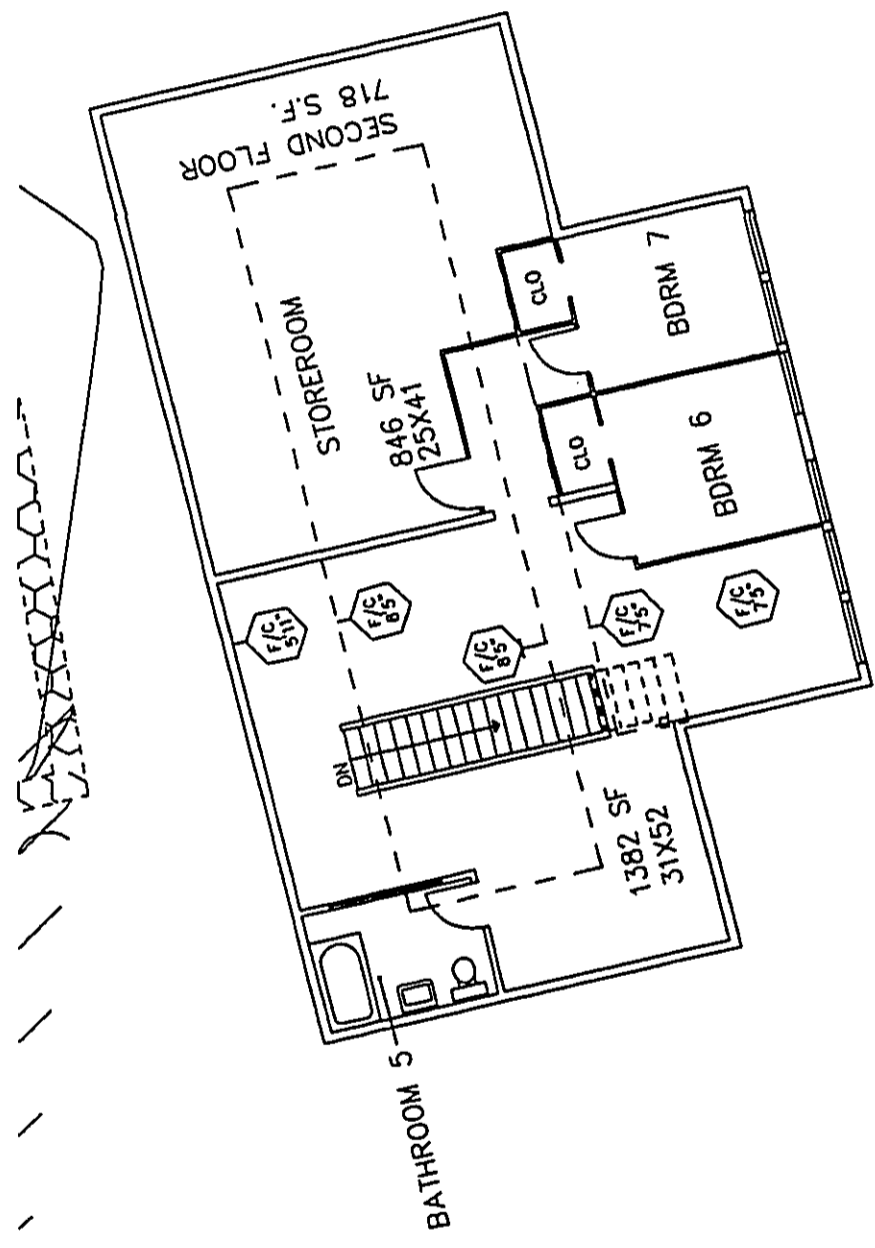 SECOND FLOOR
718 S.F.
STOREROOM
846 SF
25X41
CLO
BDRM 7
CLO
BDRM 6
F/C
5'11"
F/C
8'5"
F/C
8'5"
F/C
7'5"
F/C
7'5"
DN
1382 SF
31X52
BATHROOM 5